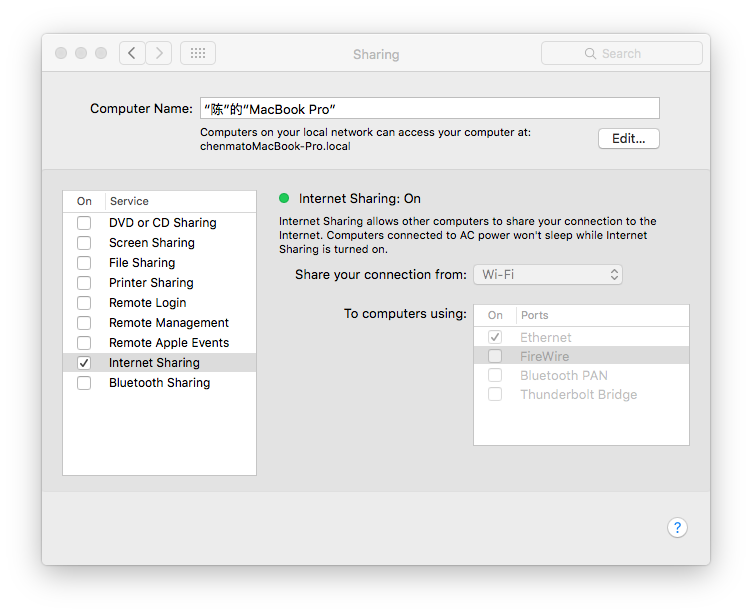 Sharing
Search
Computer Name: "陈"的"MacBook Pro"
Computers on your local network can access your computer at:
chenmatoMacBook-Pro.local
Edit...
On Service
DVD or CD Sharing
Screen Sharing
File Sharing
Printer Sharing
Remote Login
Remote Management
Remote Apple Events
Internet Sharing
Bluetooth Sharing
Internet Sharing: On
Internet Sharing allows other computers to share your connection to the
Internet. Computers connected to AC power won't sleep while Internet
Sharing is turned on.
Share your connection from: Wi-Fi
To computers using:
On Ports
Ethernet
FireWire
Bluetooth PAN
Thunderbolt Bridge
?